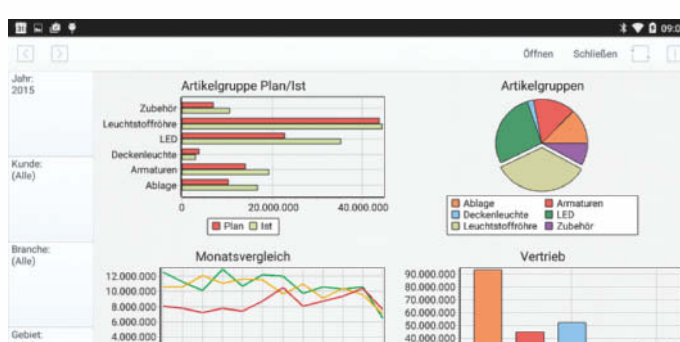 31
09:0
Öffnen Schließen
Jahr:
2015
Kunde:
(Alle)
Branche:
(Alle)
Gebiet:
Artikelgruppe Plan/Ist
Zubehör
Leuchtstoffröhre
LED
Deckenleuchte
Armaturen
Ablage
0 20.000.000 40.000.000
Plan Ist
Artikelgruppen
Ablage Armaturen
Deckenleuchte LED
Leuchtstoffröhre Zubehör
Monatsvergleich
12.000.000
10.000.000
8.000.000
6.000.000
4.000.000
Vertrieb
90.000.000
80.000.000
70.000.000
60.000.000
50.000.000
40.000.000